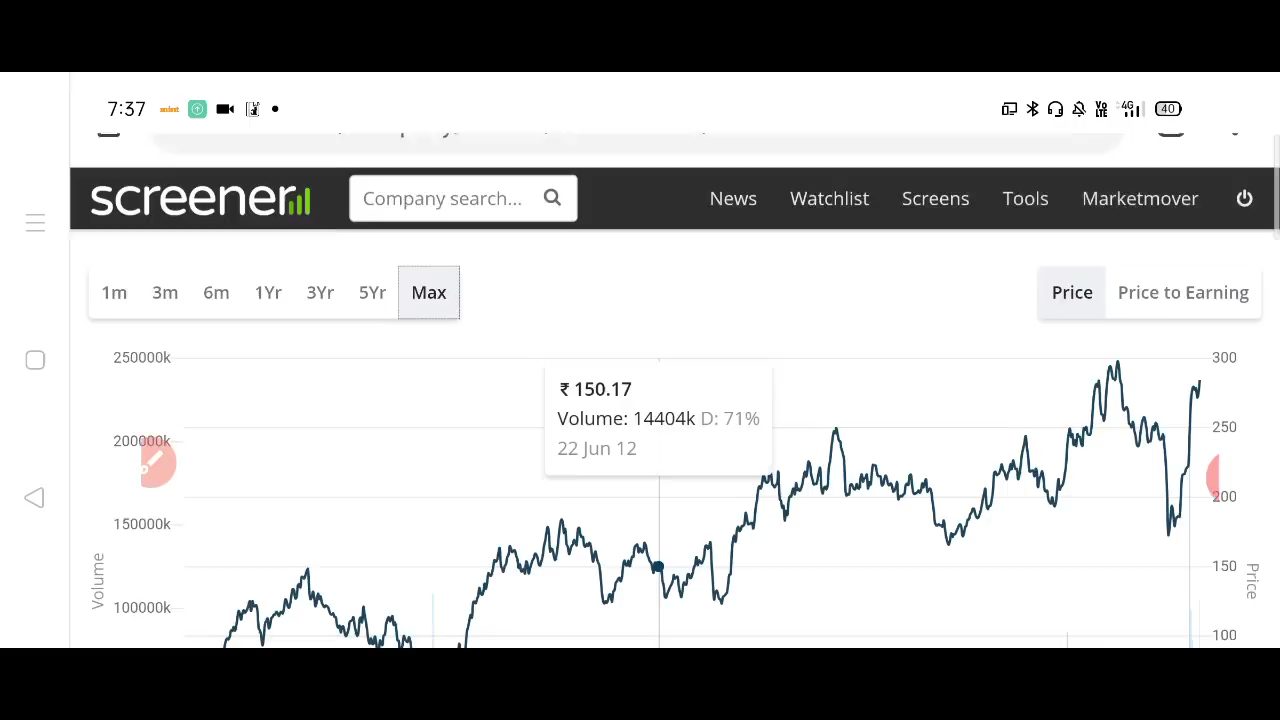 7:37 4G 40
screener Company search... News Watchlist Screens Tools Marketmover
1m 3m 6m 1Yr 3Yr 5Yr Max Price Price to Earning
250000k 300
₹ 150.17
Volume: 14404k D: 71%
22 Jun 12
200000k 250
200
150000k 150
Volume Price
100000k 100